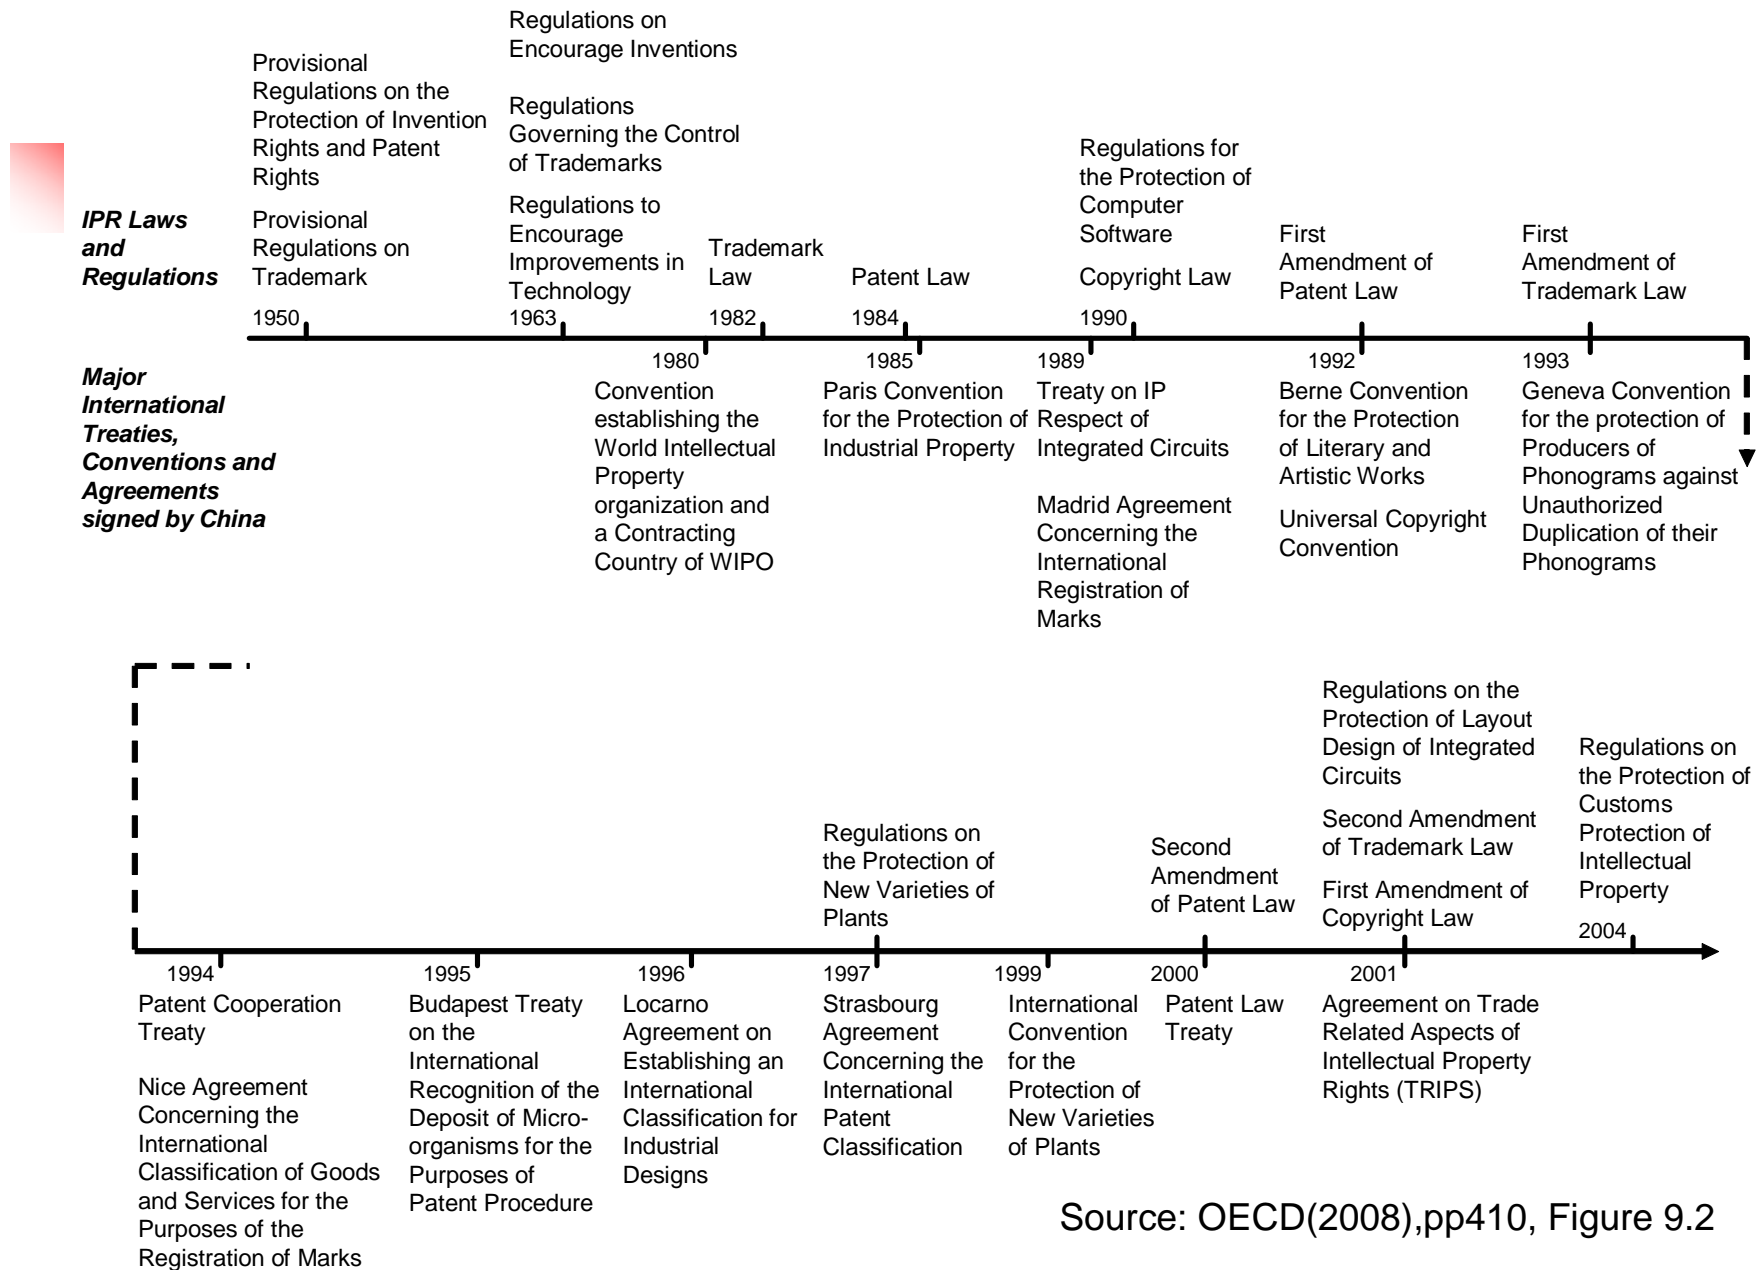 IPR Laws
and
Regulations
Provisional
Regulations on the
Protection of Invention
Rights and Patent
Rights
Provisional
Regulations on
Trademark
1950
Regulations on
Encourage Inventions
Regulations
Governing the Control
of Trademarks
Regulations to
Encourage
Improvements in
Technology
1963
Trademark
Law
1982
Patent Law
1984
Regulations for
the Protection of
Computer
Software
Copyright Law
1990
First
Amendment of
Patent Law
First
Amendment of
Trademark Law
Major
International
Treaties,
Conventions and
Agreements
signed by China
1980
Convention
establishing the
World Intellectual
Property
organization and
a Contracting
Country of WIPO
1985
Paris Convention
for the Protection of
Industrial Property
1989
Treaty on IP
Respect of
Integrated Circuits
Madrid Agreement
Concerning the
International
Registration of
Marks
1992
Berne Convention
for the Protection
of Literary and
Artistic Works
Universal Copyright
Convention
1993
Geneva Convention
for the protection of
Producers of
Phonograms against
Unauthorized
Duplication of their
Phonograms
Regulations on
the Protection of
New Varieties of
Plants
Second
Amendment
of Patent Law
Regulations on the
Protection of Layout
Design of Integrated
Circuits
Second Amendment
of Trademark Law
First Amendment of
Copyright Law
Regulations on
the Protection of
Customs
Protection of
Intellectual
Property
2004
1994
Patent Cooperation
Treaty
Nice Agreement
Concerning the
International
Classification of Goods
and Services for the
Purposes of the
Registration of Marks
1995
Budapest Treaty
on the
International
Recognition of the
Deposit of Micro-
organisms for the
Purposes of
Patent Procedure
1996
Locarno
Agreement on
Establishing an
International
Classification for
Industrial
Designs
1997
Strasbourg
Agreement
Concerning the
International
Patent
Classification
1999
International
Convention
for the
Protection of
New Varieties
of Plants
2000
Patent Law
Treaty
2001
Agreement on Trade
Related Aspects of
Intellectual Property
Rights (TRIPS)
Source: OECD(2008),pp410, Figure 9.2